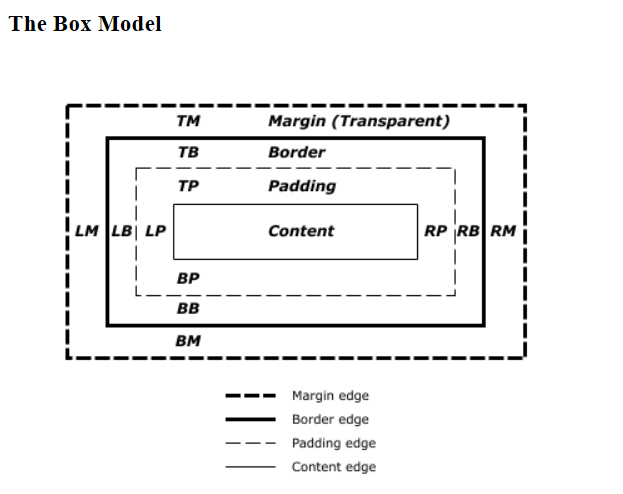 The Box Model
TM Margin (Transparent)
TB Border
TP Padding
LM LB LP Content RP RB RM
BP
BB
BM
Margin edge
Border edge
Padding edge
Content edge